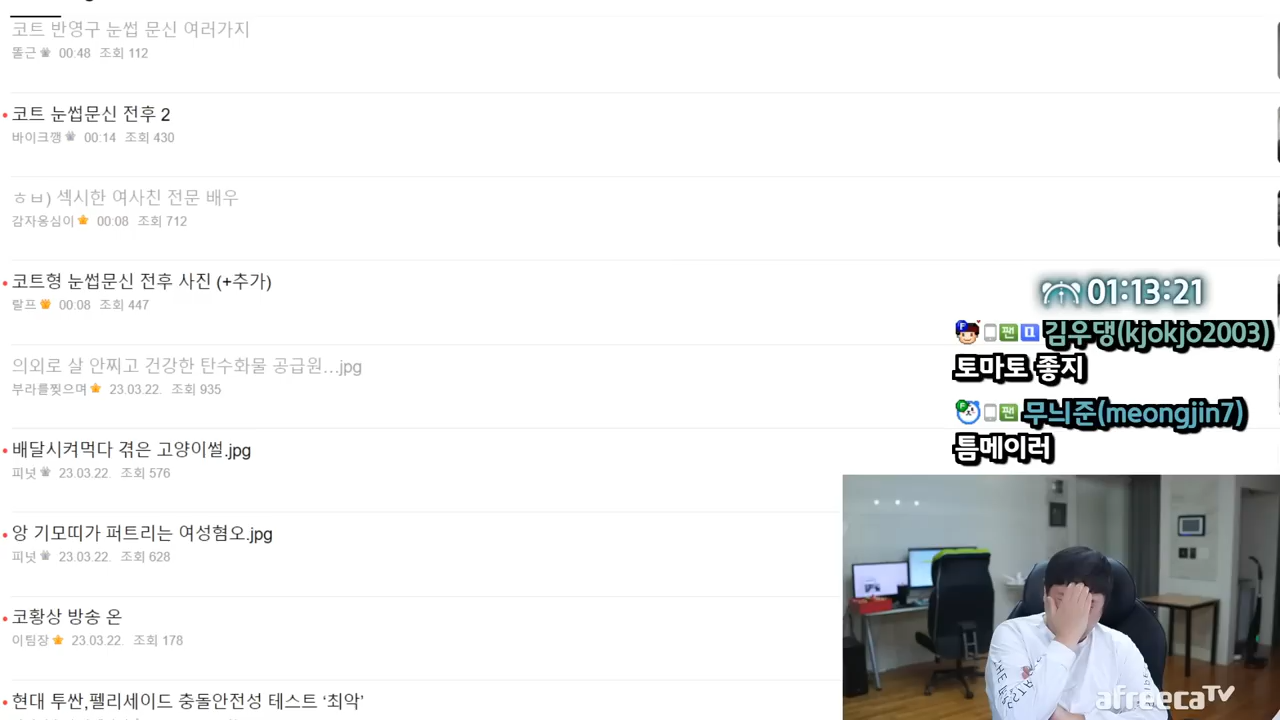 코트 반영구 눈썹 문신 여러가지
똘근 00:48 조회 112
코트 눈썹문신 전후 2
바이크깽 00:14 조회 430
ㅎㅂ) 섹시한 여사친 전문 배우
감자옹심이 00:08 조회 712
코트형 눈썹문신 전후 사진 (+추가)
랄프 00:08 조회 447
의외로 살 안찌고 건강한 탄수화물 공급원...jpg
부라를찢으며 23.03.22. 조회 935
배달시켜먹다 겪은 고양이썰.jpg
피넛 23.03.22. 조회 576
앙 기모띠가 퍼트리는 여성혐오.jpg
피넛 23.03.22. 조회 628
코황상 방송 온
이팀장 23.03.22. 조회 178
현대 투싼,펠리세이드 충돌안전성 테스트 ‘최악’
01:13:21
F 팬 김우댕(kjokjo2003)
토마토 좋지
F 팬 무늬준(meongjin7)
틈메이러
afreecaTV